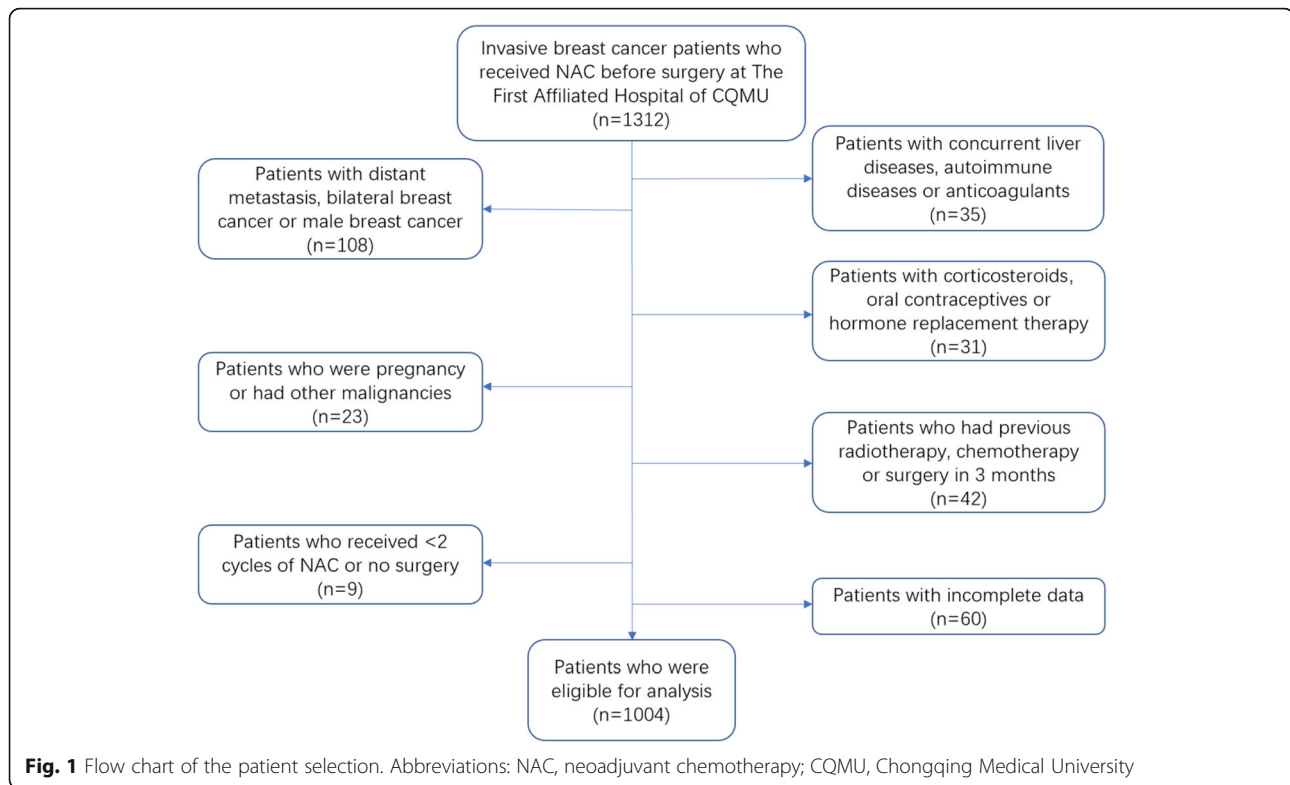 Invasive breast cancer patients who
received NAC before surgery at The
First Affiliated Hospital of CQMU
(n=1312)
Patients with concurrent liver
diseases, autoimmune
diseases or anticoagulants
(n=35)
Patients with distant
metastasis, bilateral breast
cancer or male breast cancer
(n=108)
Patients with corticosteroids,
oral contraceptives or
hormone replacement therapy
(n=31)
Patients who were pregnancy
or had other malignancies
(n=23)
Patients who had previous
radiotherapy, chemotherapy
or surgery in 3 months
(n=42)
Patients who received <2
cycles of NAC or no surgery
(n=9)
Patients with incomplete data
(n=60)
Patients who were
eligible for analysis
(n=1004)
Fig. 1 Flow chart of the patient selection. Abbreviations: NAC, neoadjuvant chemotherapy; CQMU, Chongqing Medical University